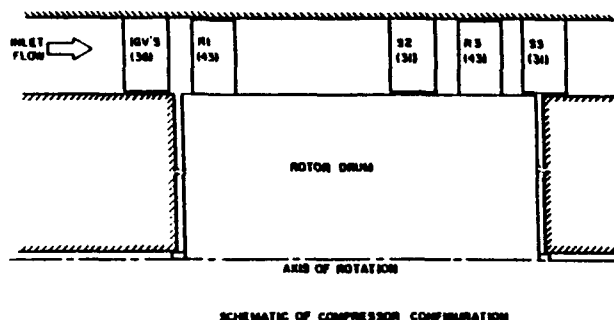 INLET
FLOW
IGV'S
(36)
R1
(43)
S2
(31)
R3
(43)
S3
(31)
ROTOR DRUM
AXIS OF ROTATION
SCHEMATIC OF COMPRESSOR CONFIGURATION